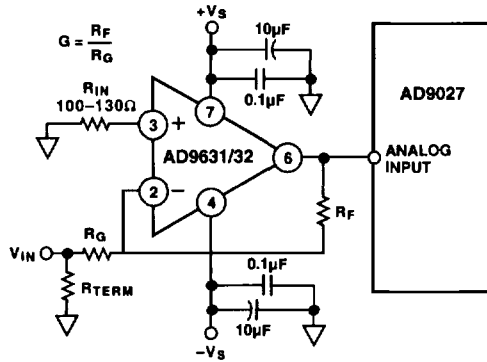 +VS
G = RF
RG
10µF
0.1µF
RIN
100–130Ω
3
+
7
AD9631/32
6
2
–
4
AD9027
ANALOG
INPUT
RF
RG
VIN
RTERM
0.1µF
10µF
–VS